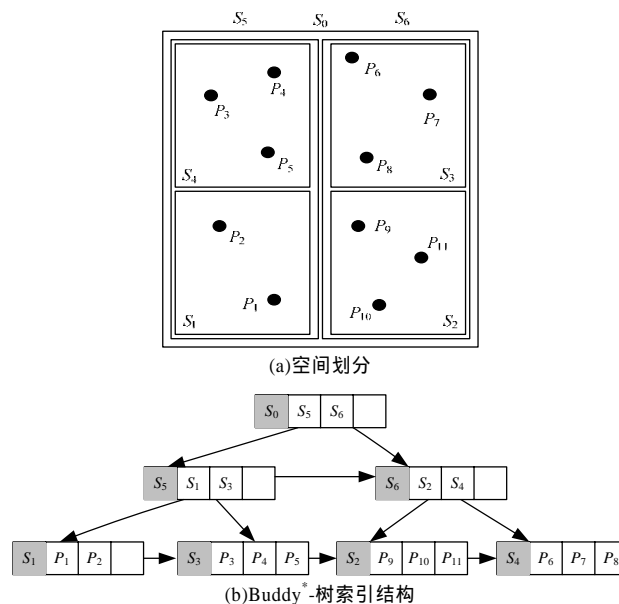 S5 S0 S6
P4 P6
P3 P7
P5 P8
S4 S3
P2 P9
P11
P1 P10
S1 S2
(a)空间划分
S0 S5 S6
S5 S1 S3 S6 S2 S4
S1 P1 P2 S3 P3 P4 P5 S2 P9 P10 P11 S4 P6 P7 P8
(b)Buddy*-树索引结构